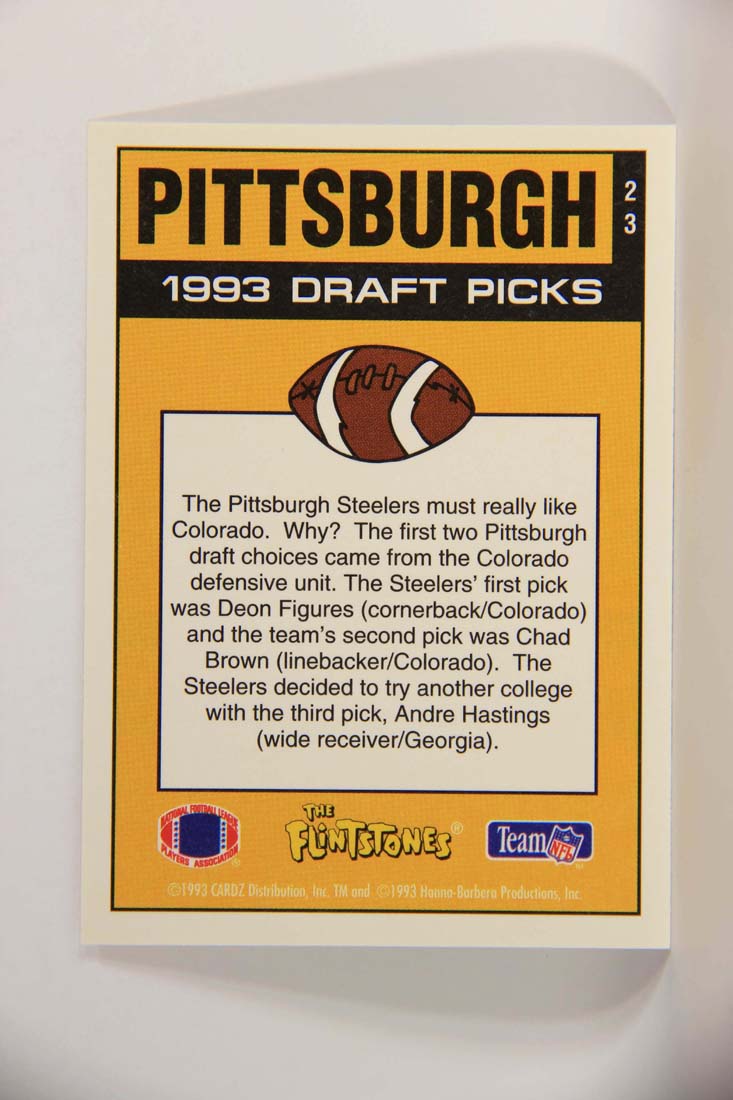 PITTSBURGH
2
3
1993 DRAFT PICKS
The Pittsburgh Steelers must really like
Colorado.  Why?  The first two Pittsburgh
draft choices came from the Colorado
defensive unit. The Steelers' first pick
was Deon Figures (cornerback/Colorado)
and the team's second pick was Chad
Brown (linebacker/Colorado).  The
Steelers decided to try another college
with the third pick, Andre Hastings
(wide receiver/Georgia).
NATIONAL FOOTBALL LEAGUE
PLAYERS ASSOCIATION
®
THE
FLINTSTONES®
Team NFL
©1993 CARDZ Distribution, Inc. TM and ©1993 Hanna-Barbera Productions, Inc.